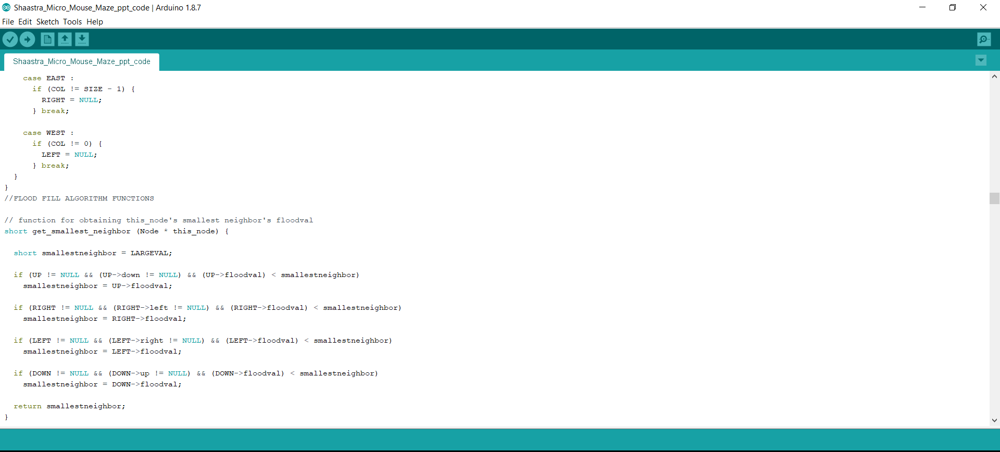 Shaastra_Micro_Mouse_Maze_ppt_code | Arduino 1.8.7
File Edit Sketch Tools Help
Shaastra_Micro_Mouse_Maze_ppt_code
    case EAST :
      if (COL != SIZE - 1) {
        RIGHT = NULL;
      } break;

    case WEST :
      if (COL != 0) {
        LEFT = NULL;
      } break;
  }
}
//FLOOD FILL ALGORITHM FUNCTIONS

// function for obtaining this_node's smallest neighbor's floodval
short get_smallest_neighbor (Node * this_node) {

  short smallestneighbor = LARGEVAL;

  if (UP != NULL && (UP->down != NULL) && (UP->floodval) < smallestneighbor)
    smallestneighbor = UP->floodval;

  if (RIGHT != NULL && (RIGHT->left != NULL) && (RIGHT->floodval) < smallestneighbor)
    smallestneighbor = RIGHT->floodval;

  if (LEFT != NULL && (LEFT->right != NULL) && (LEFT->floodval) < smallestneighbor)
    smallestneighbor = LEFT->floodval;

  if (DOWN != NULL && (DOWN->up != NULL) && (DOWN->floodval) < smallestneighbor)
    smallestneighbor = DOWN->floodval;

  return smallestneighbor;
}